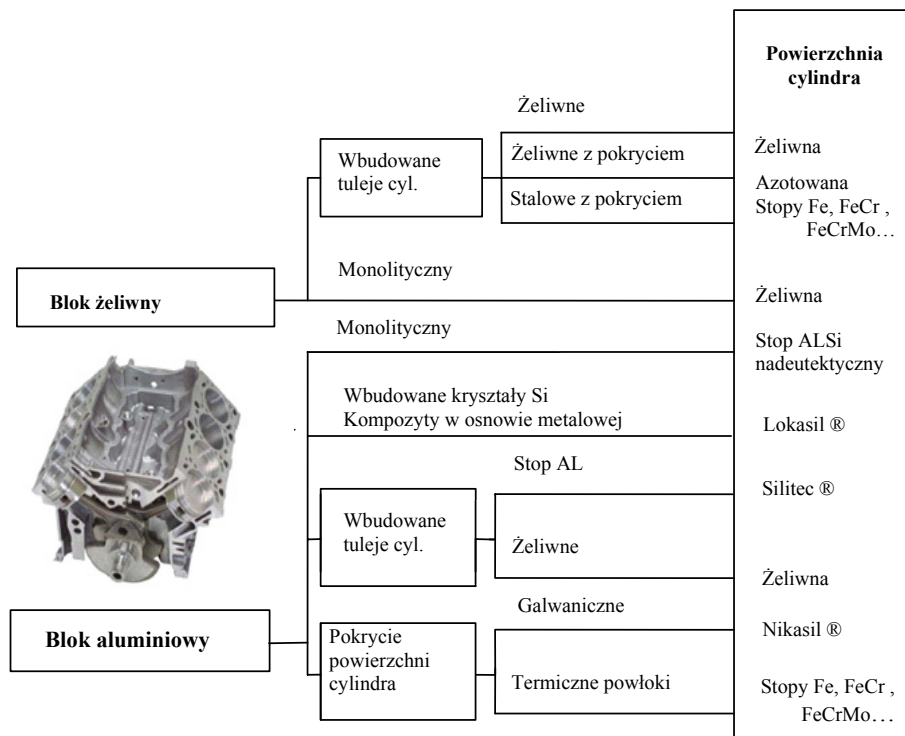 Powierzchnia
cylindra
Żeliwne
Wbudowane
tuleje cyl.
Żeliwne z pokryciem
Żeliwna
Stalowe z pokryciem
Azotowana
Stopy Fe, FeCr ,
FeCrMo…
Monolityczny
Blok żeliwny
Żeliwna
Monolityczny
Stop ALSi
nadeutektyczny
Wbudowane kryształy Si
Kompozyty w osnowie metalowej
Lokasil ®
Stop AL
Silitec ®
Wbudowane
tuleje cyl.
Żeliwne
Żeliwna
Galwaniczne
Blok aluminiowy
Nikasil ®
Pokrycie
powierzchni
cylindra
Termiczne powłoki
Stopy Fe, FeCr ,
FeCrMo…